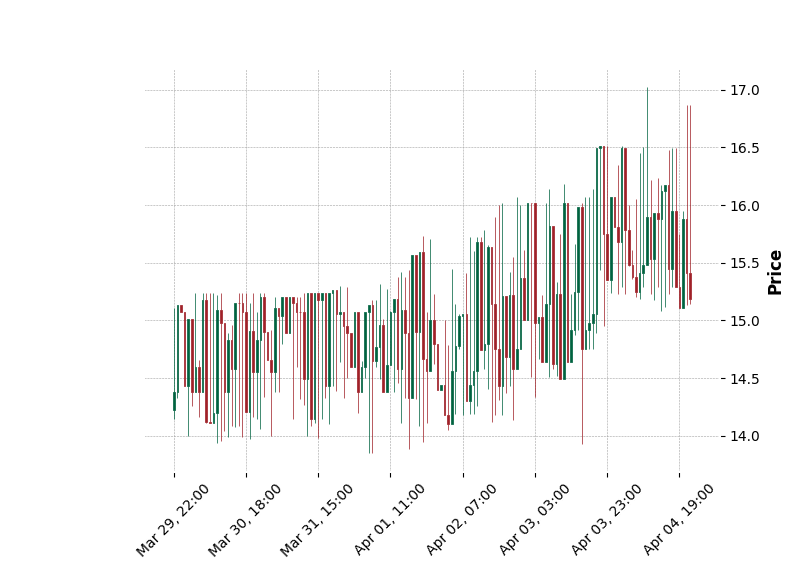 17.0
16.5
16.0
15.5
15.0
14.5
14.0
Price
Mar 29, 22:00
Mar 30, 18:00
Mar 31, 15:00
Apr 01, 11:00
Apr 02, 07:00
Apr 03, 03:00
Apr 03, 23:00
Apr 04, 19:00